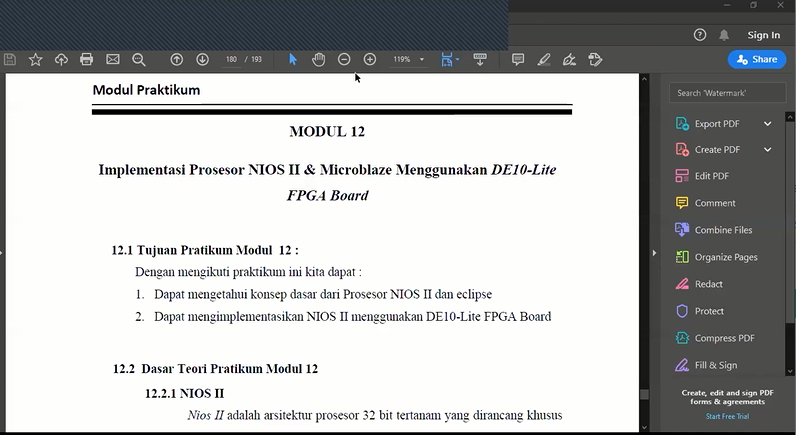 Sign In
180 / 193
119%
Share
Modul Praktikum
MODUL 12
Implementasi Prosesor NIOS II & Microblaze Menggunakan DE10-Lite
FPGA Board
12.1 Tujuan Pratikum Modul 12 :
Dengan mengikuti praktikum ini kita dapat :
1. Dapat mengetahui konsep dasar dari Prosesor NIOS II dan eclipse
2. Dapat mengimplementasikan NIOS II menggunakan DE10-Lite FPGA Board
12.2 Dasar Teori Pratikum Modul 12
12.2.1 NIOS II
Nios II adalah arsitektur prosesor 32 bit tertanam yang dirancang khusus
Search 'Watermark'
Export PDF
Create PDF
Edit PDF
Comment
Combine Files
Organize Pages
Redact
Protect
Compress PDF
Fill & Sign
Create, edit and sign PDF
forms & agreements
Start Free Trial